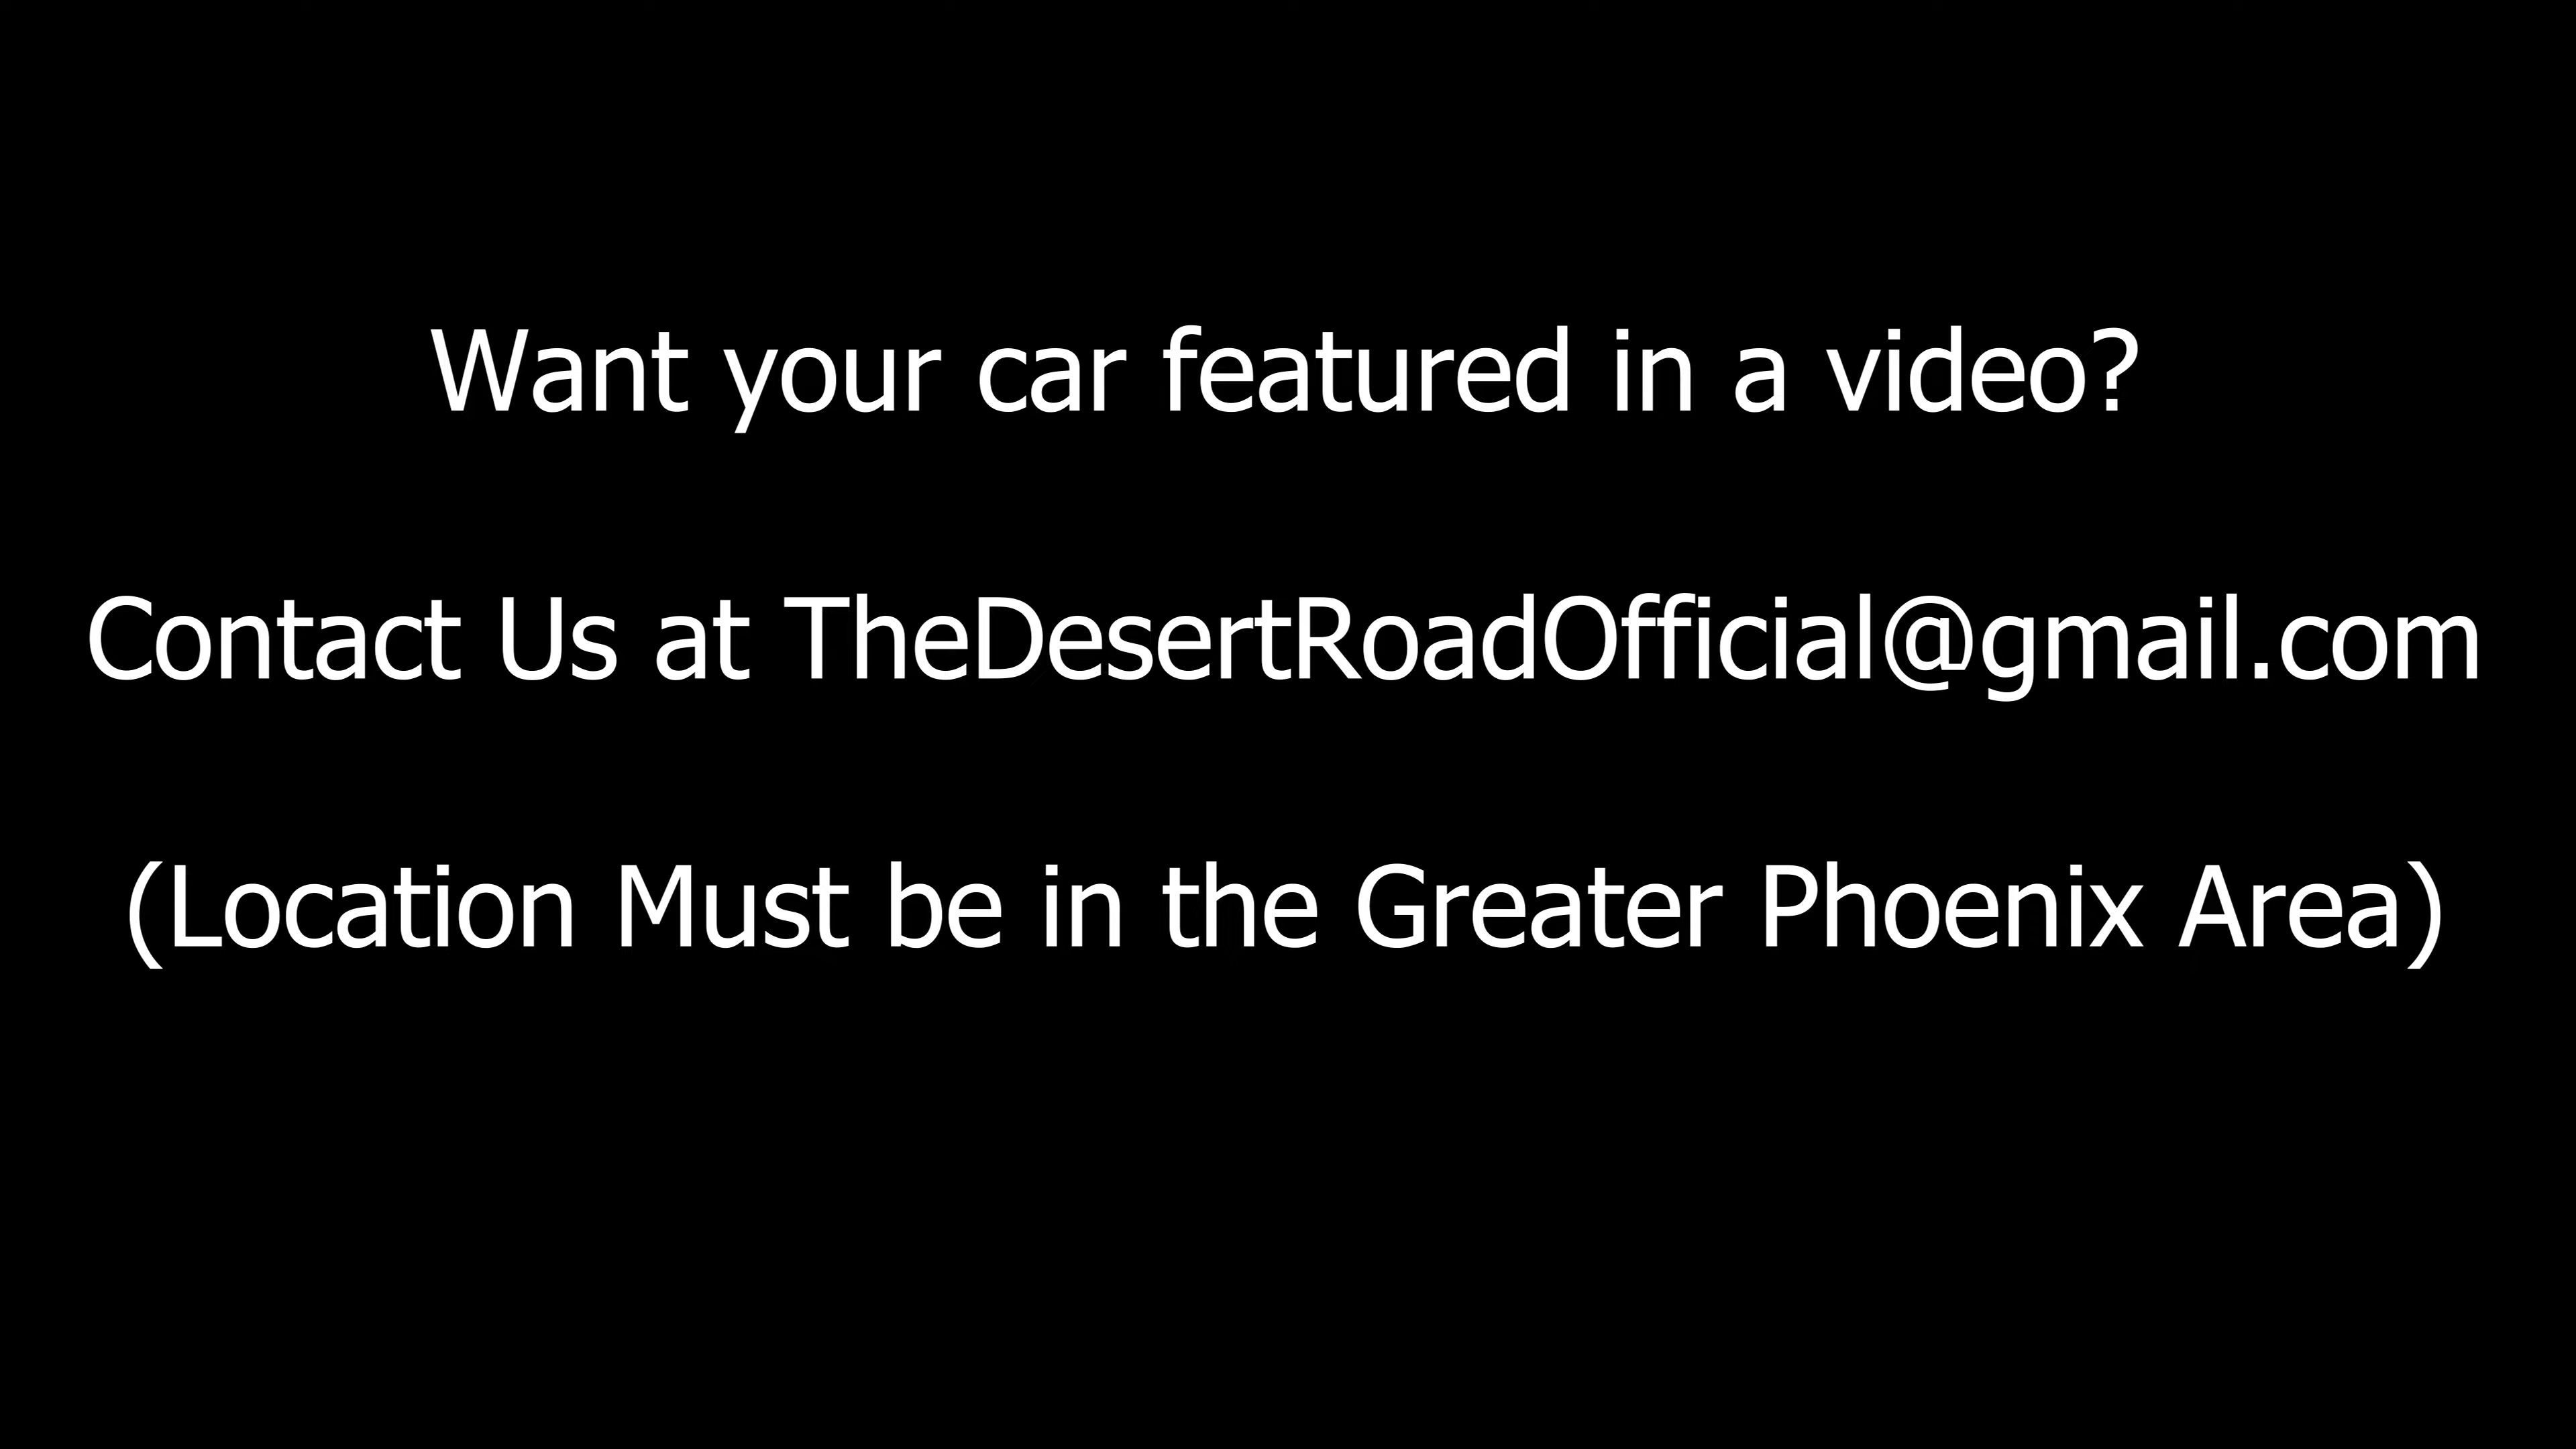 Want your car featured in a video?
Contact Us at TheDesertRoadOfficial@gmail.com
(Location Must be in the Greater Phoenix Area)